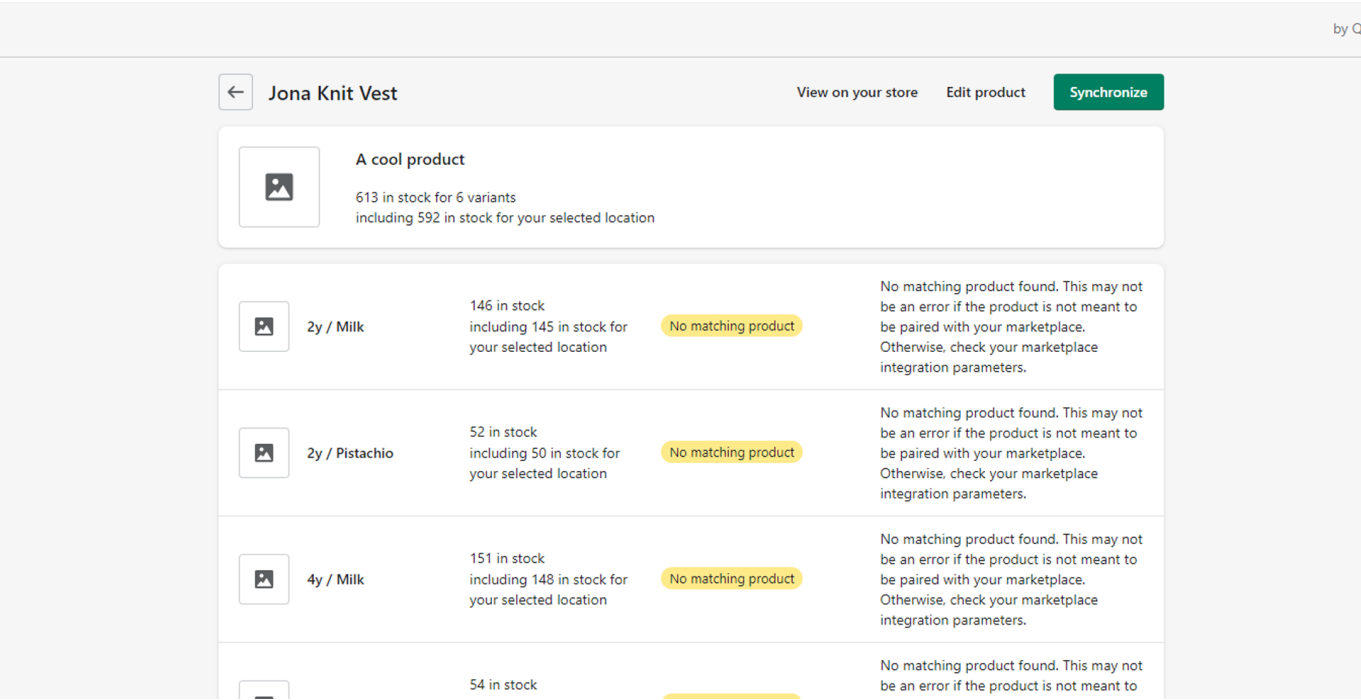 by Q
Jona Knit Vest
View on your store
Edit product
Synchronize
A cool product
613 in stock for 6 variants
including 592 in stock for your selected location
2y / Milk
146 in stock
including 145 in stock for
your selected location
No matching product
No matching product found. This may not
be an error if the product is not meant to
be paired with your marketplace.
Otherwise, check your marketplace
integration parameters.
2y / Pistachio
52 in stock
including 50 in stock for
your selected location
No matching product
No matching product found. This may not
be an error if the product is not meant to
be paired with your marketplace.
Otherwise, check your marketplace
integration parameters.
4y / Milk
151 in stock
including 148 in stock for
your selected location
No matching product
No matching product found. This may not
be an error if the product is not meant to
be paired with your marketplace.
Otherwise, check your marketplace
integration parameters.
54 in stock
No matching product found. This may not
be an error if the product is not meant to